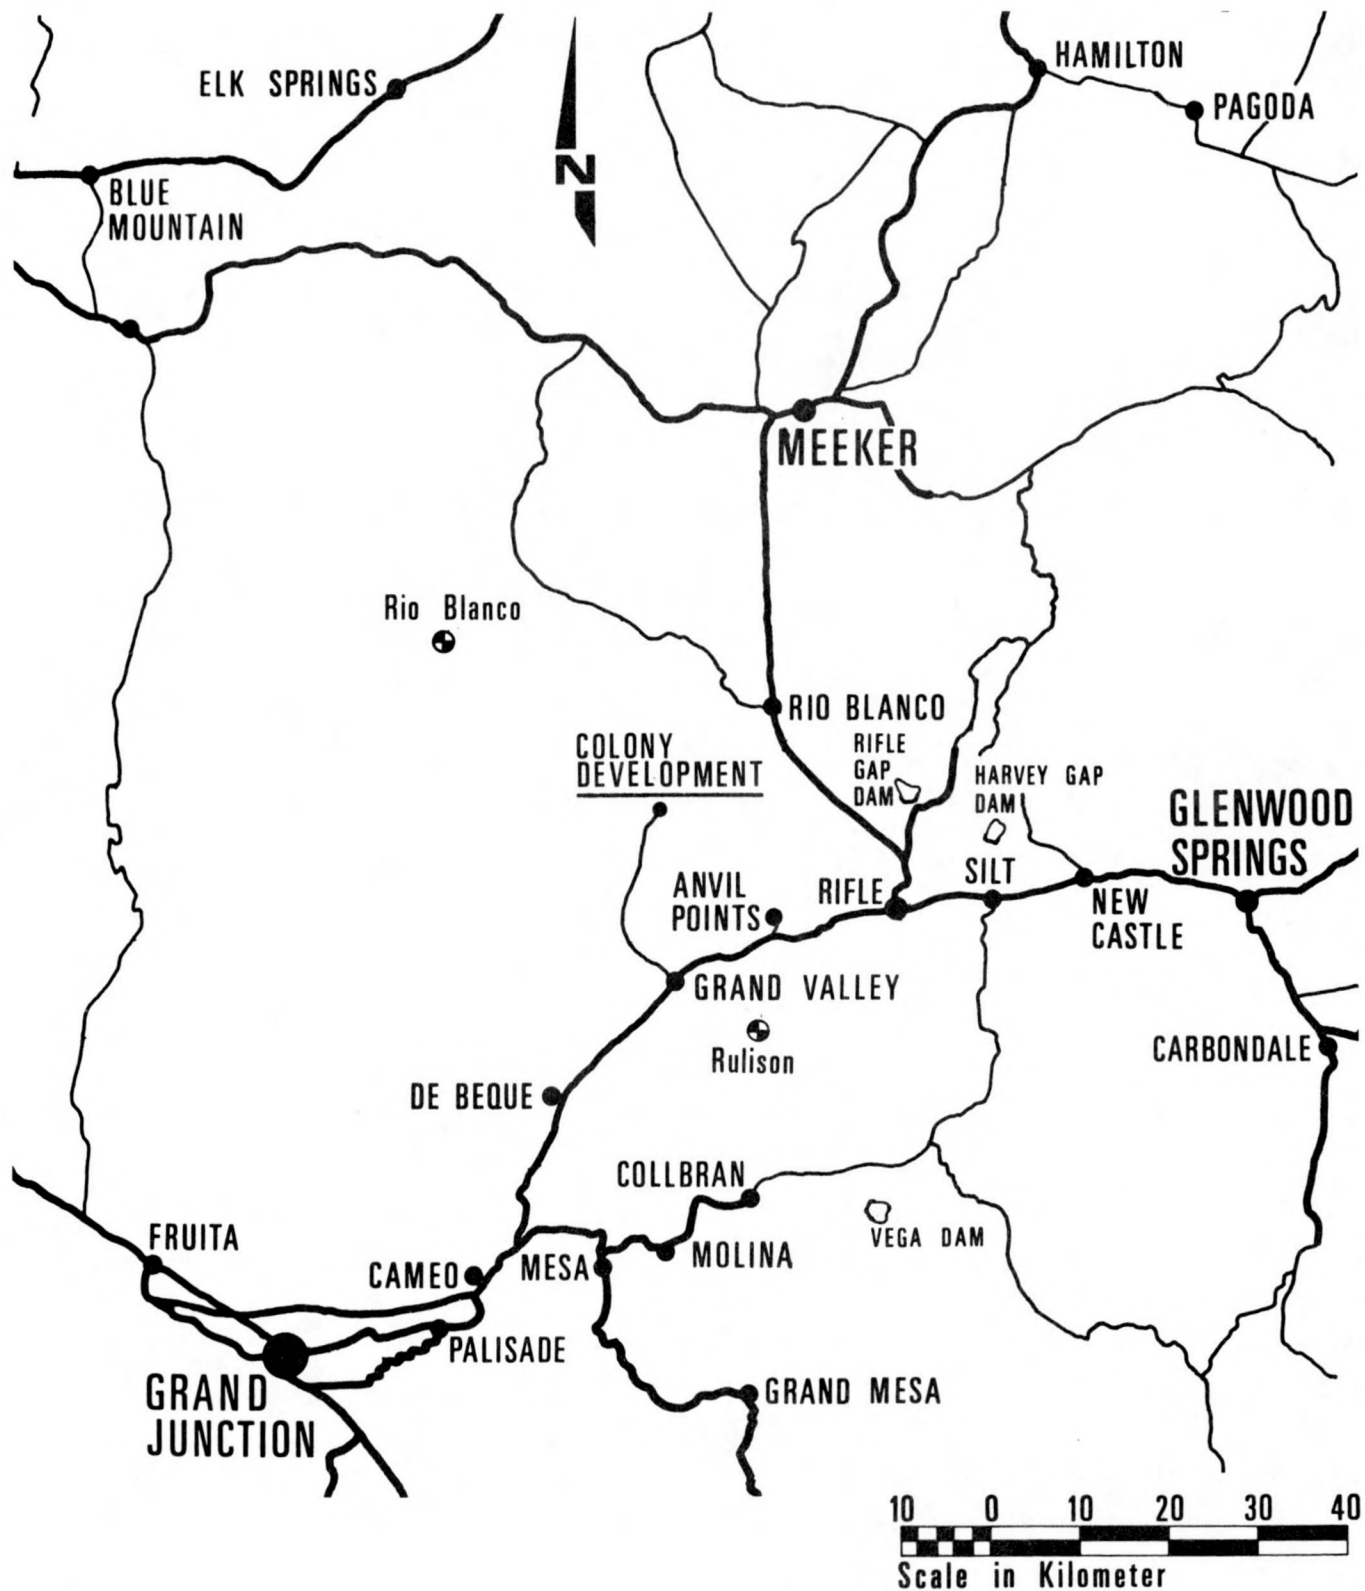 HAMILTON
ELK SPRINGS
PAGODA
N
BLUE
MOUNTAIN
MEEKER
Rio Blanco
RIO BLANCO
COLONY
DEVELOPMENT
RIFLE
GAP
DAM
HARVEY GAP
DAM
GLENWOOD
SPRINGS
SILT
ANVIL
POINTS
RIFLE
NEW
CASTLE
GRAND VALLEY
Rulison
CARBONDALE
DE BEQUE
COLLBRAN
VEGA DAM
FRUITA
MOLINA
CAMEO
MESA
PALISADE
GRAND
JUNCTION
GRAND MESA
10 0 10 20 30 40
Scale in Kilometer